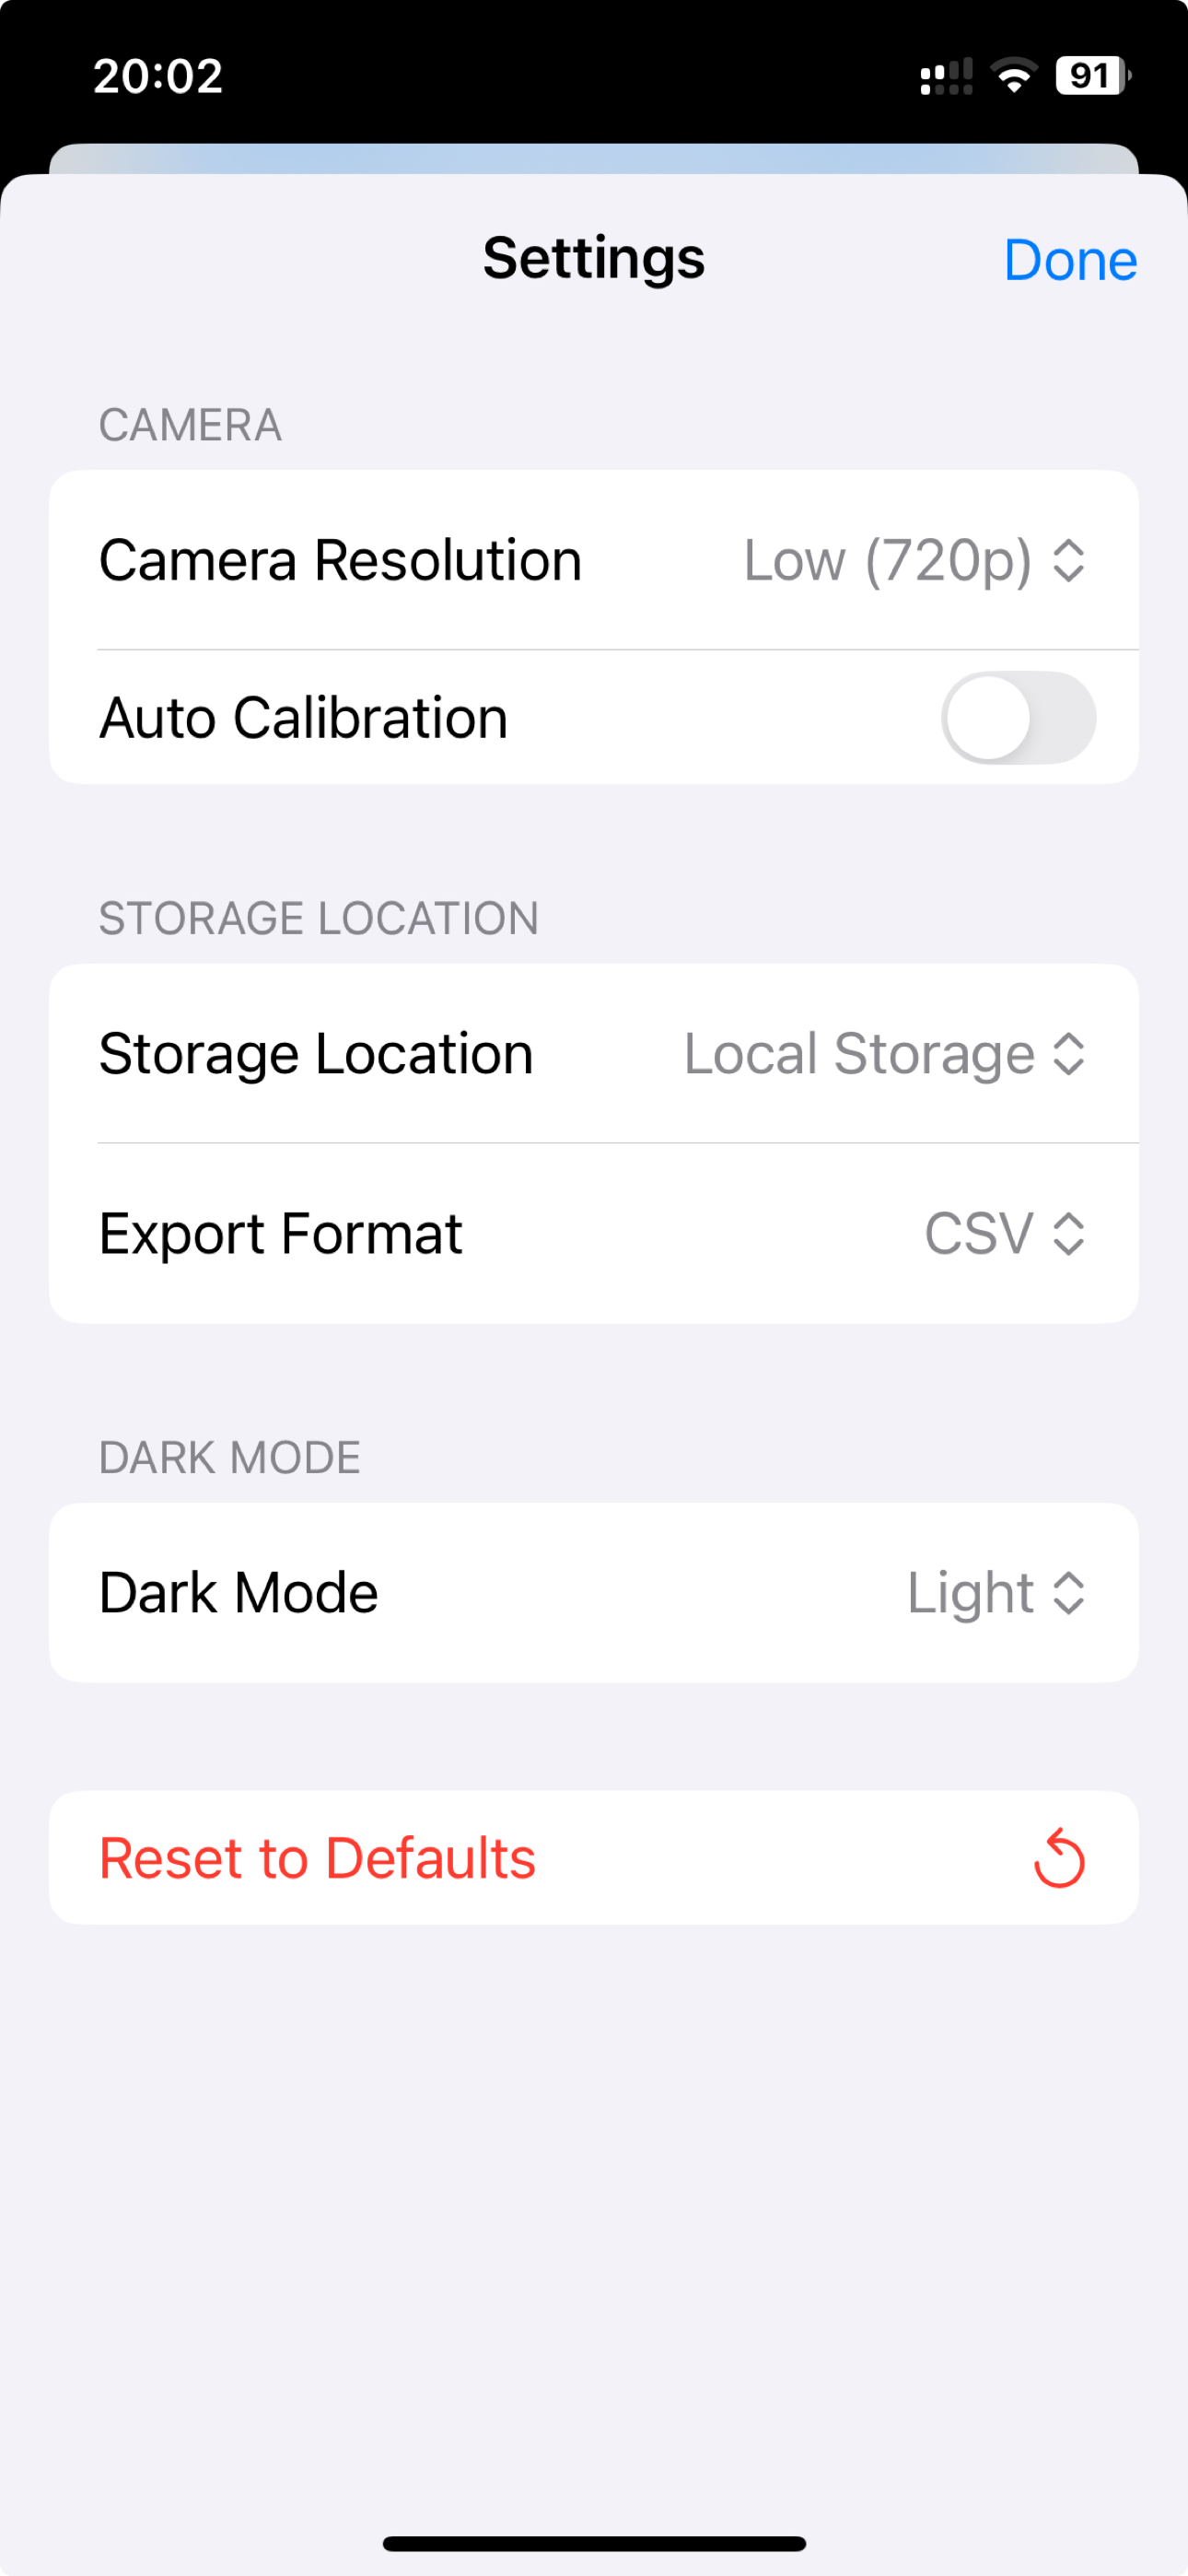 20:02
91
Settings
Done
CAMERA
Camera Resolution
Low (720p)
Auto Calibration
STORAGE LOCATION
Storage Location
Local Storage
Export Format
CSV
DARK MODE
Dark Mode
Light
Reset to Defaults